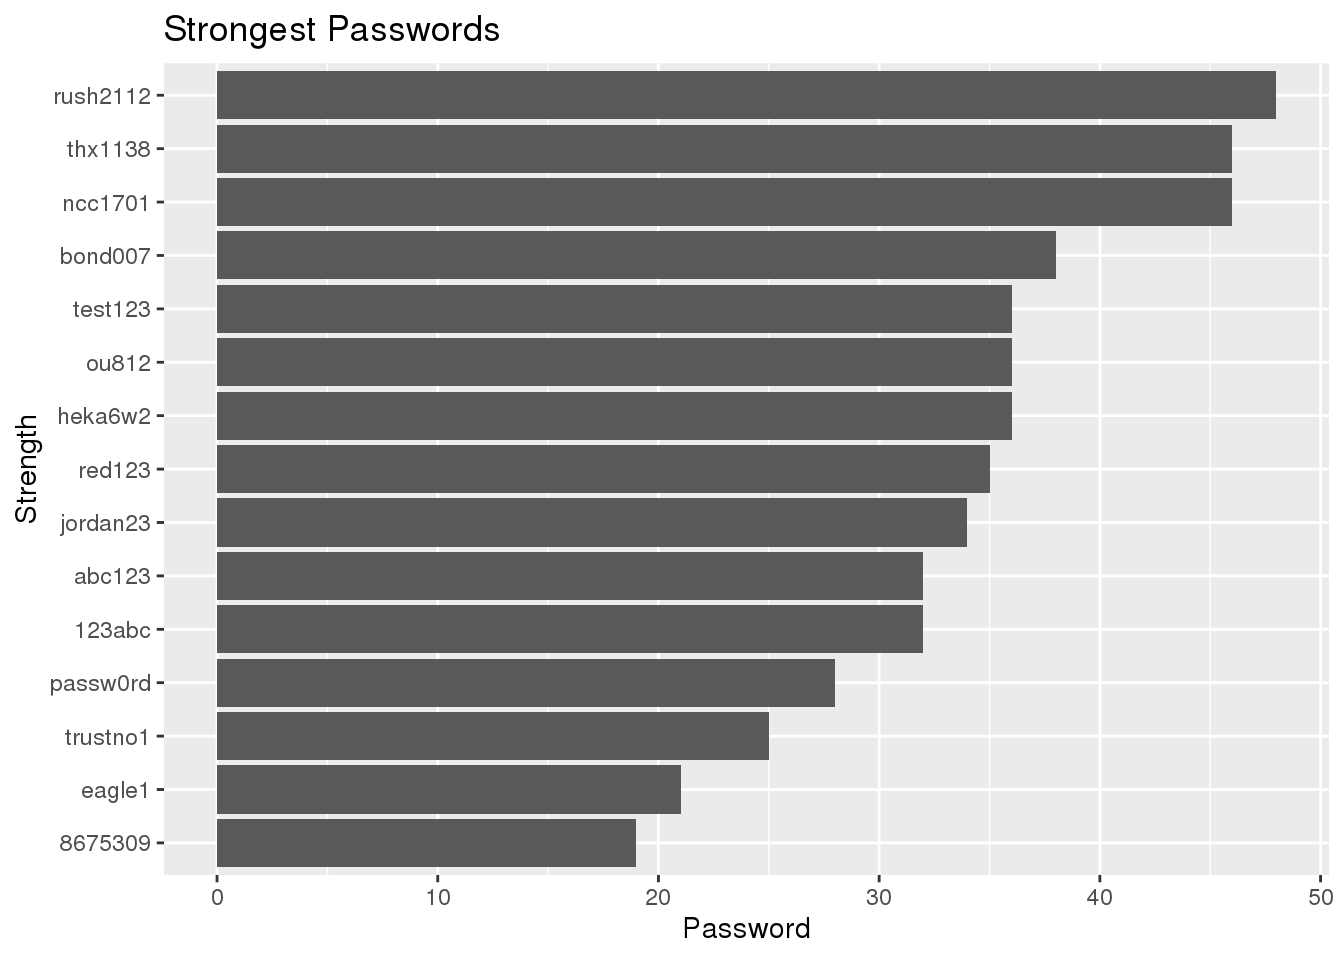 Strongest Passwords
rush2112
thx1138
ncc1701
bond007
test123
ou812
heka6w2
red123
jordan23
abc123
123abc
passw0rd
trustno1
eagle1
8675309
Strength
0 10 20 30 40 50
Password